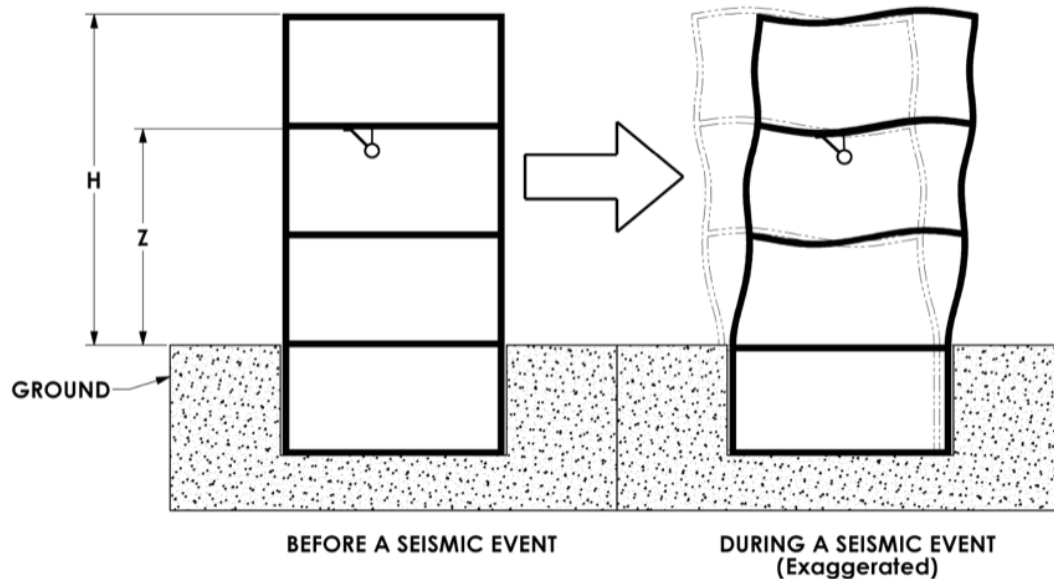 H
Z
GROUND
BEFORE A SEISMIC EVENT
DURING A SEISMIC EVENT
(Exaggerated)